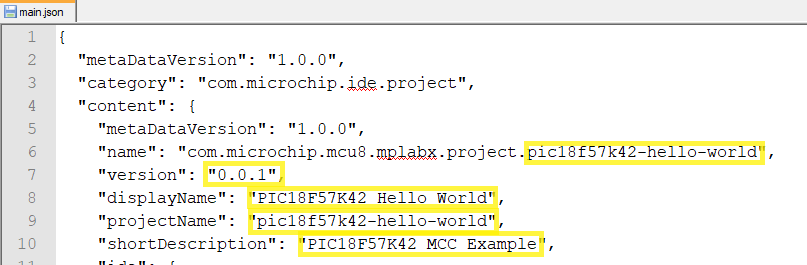 main.json
1 {
2 "metaDataVersion": "1.0.0",
3 "category": "com.microchip.ide.project",
4 "content": {
5 "metaDataVersion": "1.0.0",
6 "name": "com.microchip.mcu8.mplabx.project.pic18f57k42-hello-world",
7 "version": "0.0.1",
8 "displayName": "PIC18F57K42 Hello World",
9 "projectName": "pic18f57k42-hello-world",
10 "shortDescription": "PIC18F57K42 MCC Example",
11 "ide": {